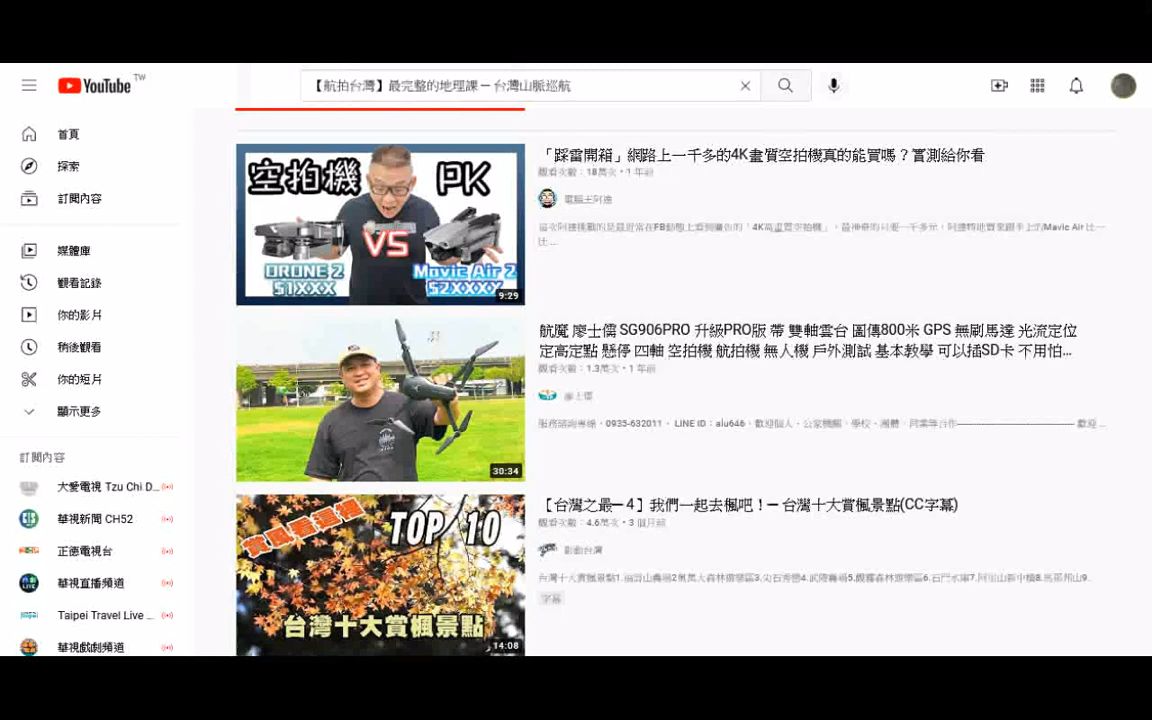 YouTube TW
【航拍台灣】最完整的地理課 — 台灣山脈巡航
首頁
探索
訂閱內容
媒體庫
觀看記錄
你的影片
稍後觀看
你的短片
顯示更多
訂閱內容
大愛電視 Tzu Chi D...
華視新聞 CH52
正德電視台
華視直播頻道
Taipei Travel Live ...
華視戲劇頻道
空拍機 PK
VS
DRONE 2
$1XXX
Mavic Air 2
$2XXXX
9:29
「踩雷開箱」網路上一千多的4K畫質空拍機真的能買嗎？實測給你看
觀看次數：18萬次・1 年前
電腦王阿達
30:34
航魔 廖士儒 SG906PRO 升級PRO版 帶 雙軸雲台 圖傳800米 GPS 無刷馬達 光流定位
定高定點 懸停 四軸 空拍機 航拍機 無人機 戶外測試 基本教學 可以插SD卡 不用怕...
觀看次數：1.3萬次・1 年前
廖士儒
賞楓看這裡
TOP 10
台灣十大賞楓景點
14:08
【台灣之最—4】我們一起去楓吧！— 台灣十大賞楓景點(CC字幕)
觀看次數：4.6萬次・3 個月前
字幕